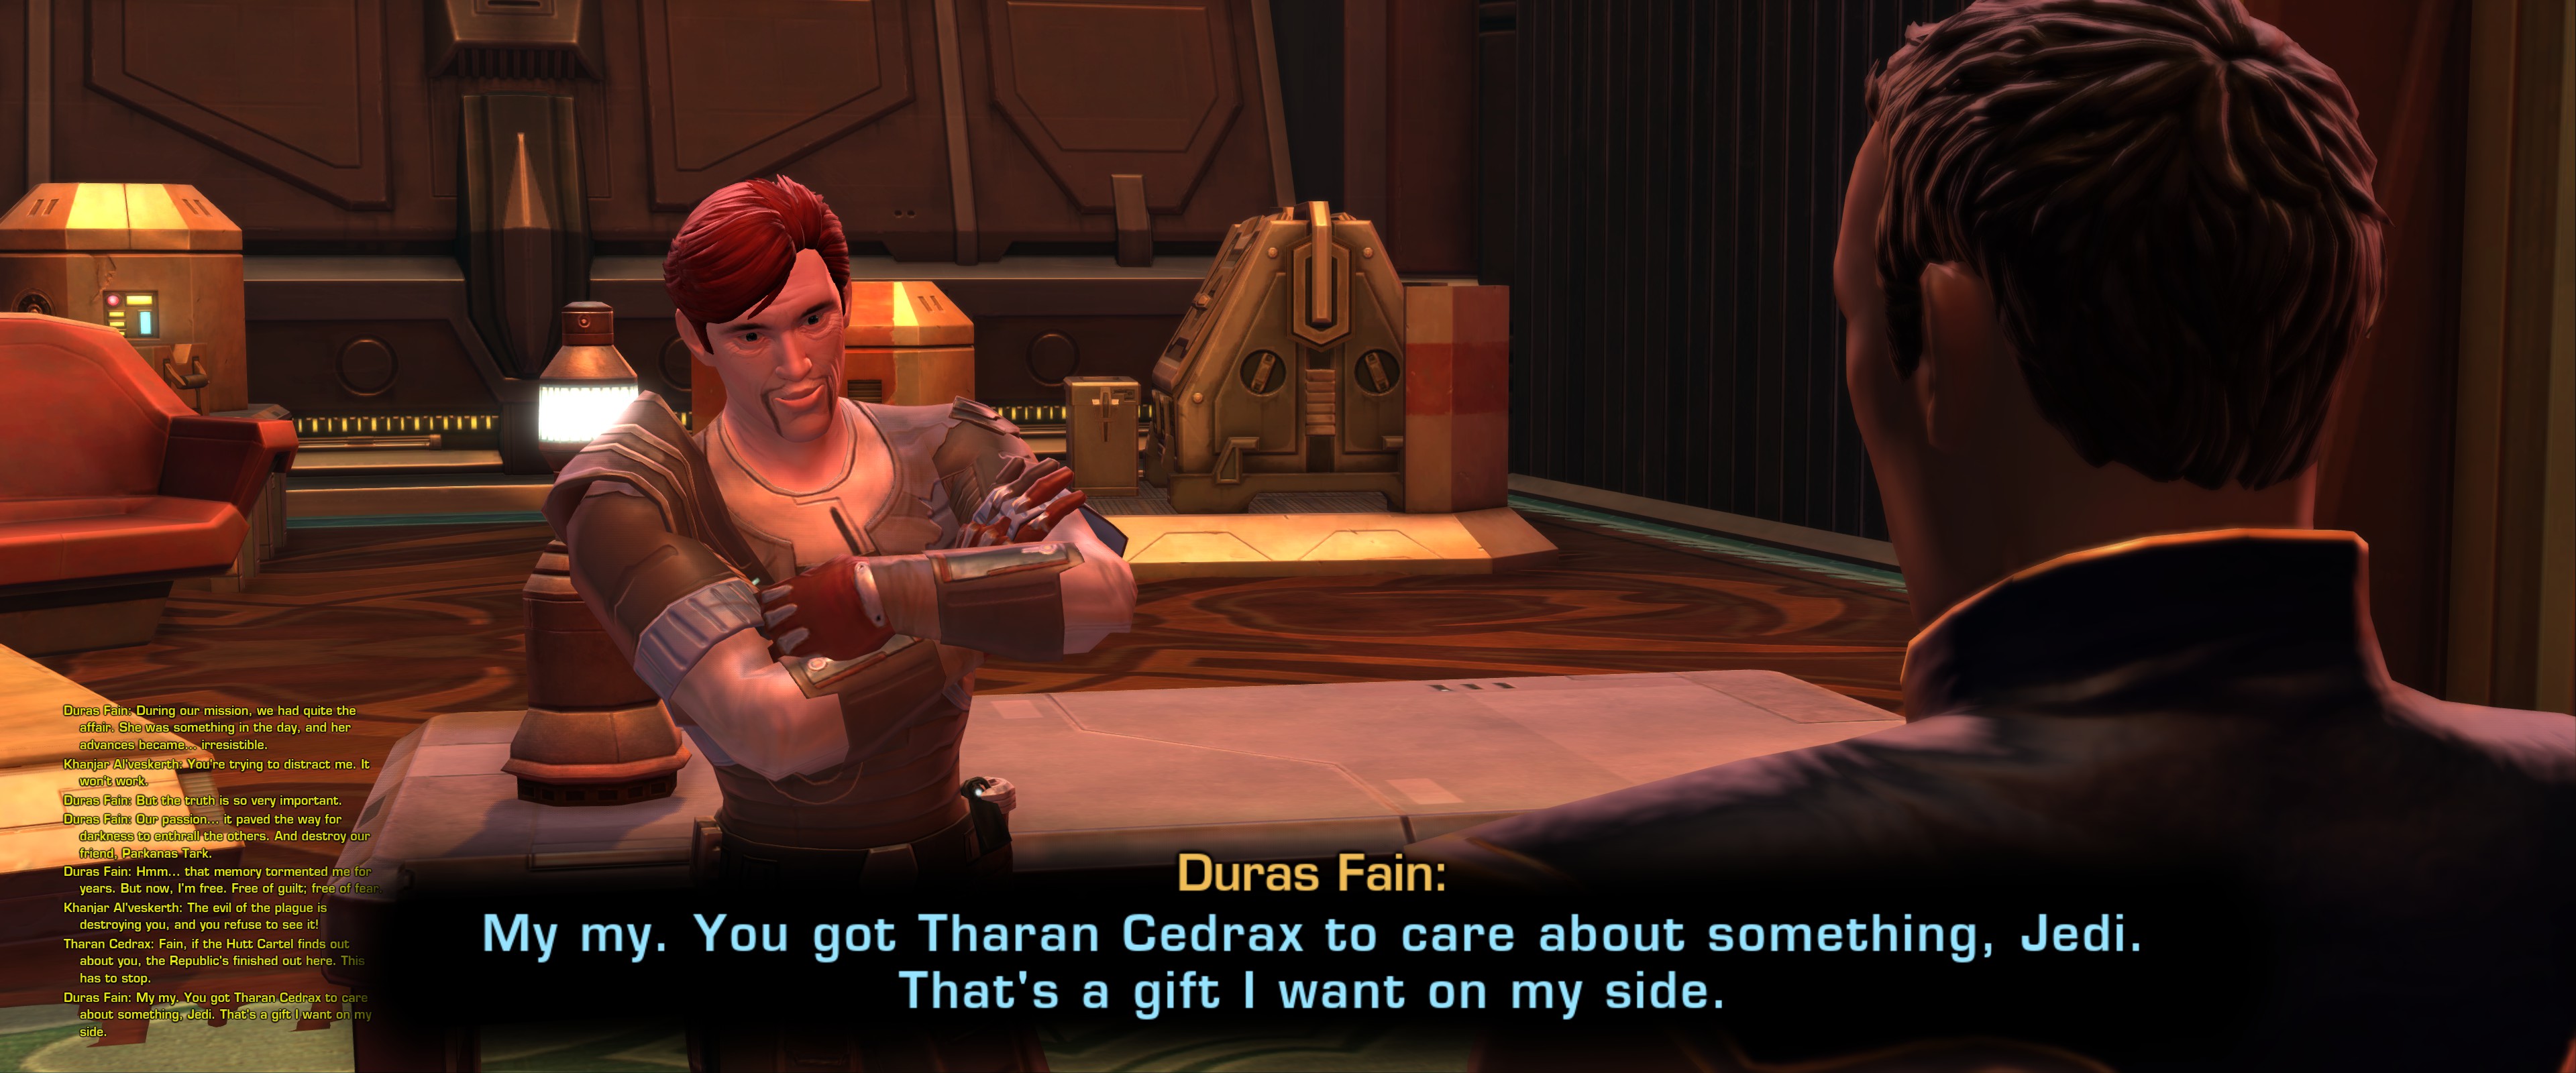 Duras Fain: During our mission, we had quite the
affair. She was something in the day, and her
advances became... irresistible.
Khanjar Al'veskerth: You're trying to distract me. It
won't work.
Duras Fain: But the truth is so very important.
Duras Fain: Our passion... it paved the way for
darkness to enthrall the others. And destroy our
friend, Parkanas Tark.
Duras Fain: Hmm... that memory tormented me for
years. But now, I'm free. Free of guilt; free of fear.
Khanjar Al'veskerth: The evil of the plague is
destroying you, and you refuse to see it!
Tharan Cedrax: Fain, if the Hutt Cartel finds out
about you, the Republic's finished out here. This
has to stop.
Duras Fain: My my. You got Tharan Cedrax to care
about something, Jedi. That's a gift I want on my
side.
Duras Fain:
My my. You got Tharan Cedrax to care about something, Jedi.
That's a gift I want on my side.